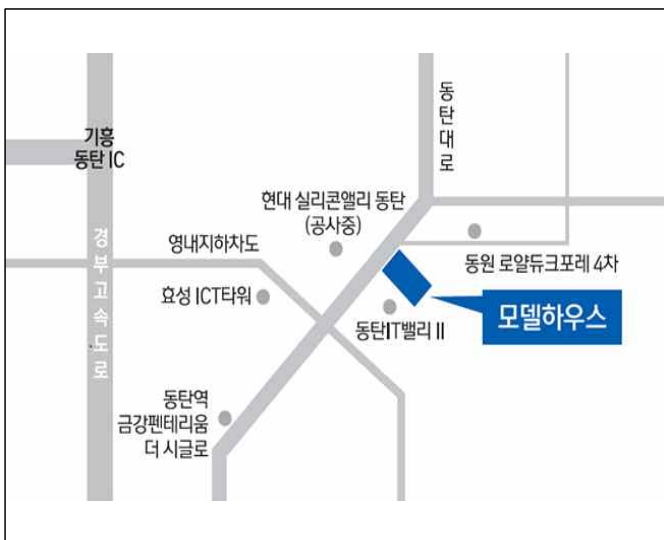 기흥
동탄 IC
경부고속도로
동탄대로
현대 실리콘앨리 동탄
(공사중)
영내지하차도
효성 ICT타워
동원 로얄듀크포레 4차
동탄IT밸리 II
모델하우스
동탄역
금강펜테리움
더 시글로